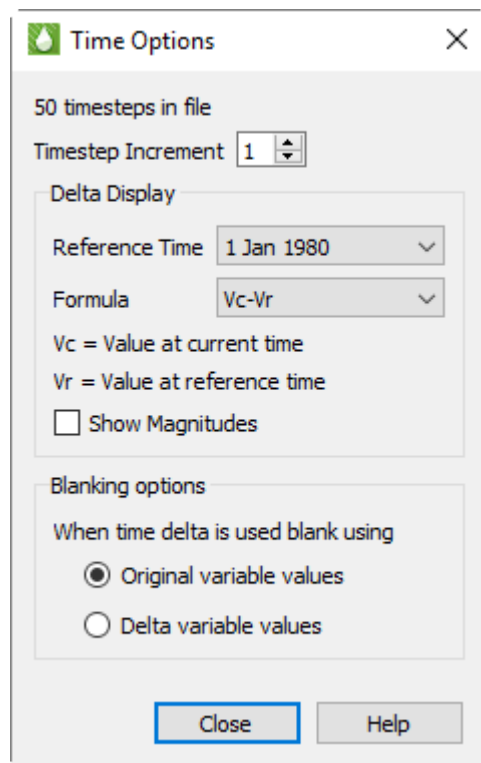 Time Options
50 timesteps in file
Timestep Increment 1
Delta Display
Reference Time 1 Jan 1980
Formula Vc-Vr
Vc = Value at current time
Vr = Value at reference time
Show Magnitudes
Blanking options
When time delta is used blank using
Original variable values
Delta variable values
Close Help